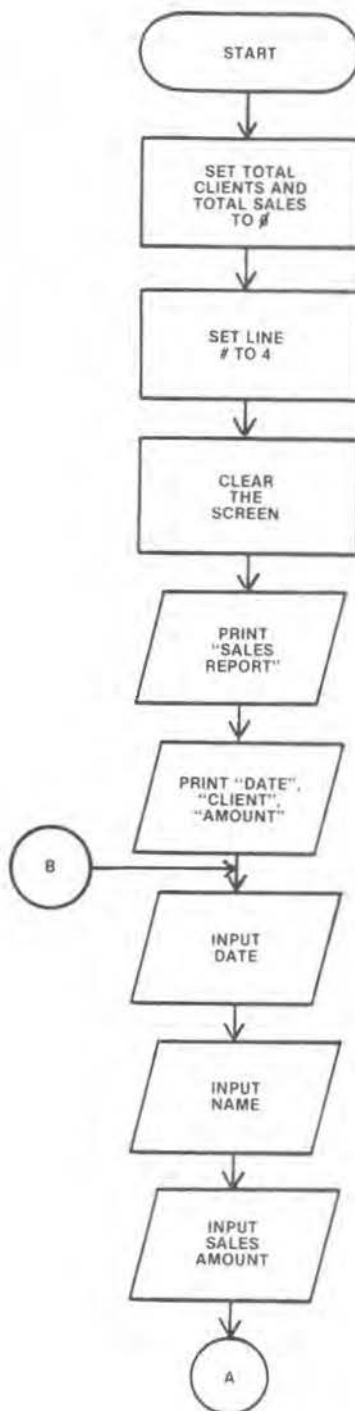 START
SET TOTAL
CLIENTS AND
TOTAL SALES
TO Ø
SET LINE
# TO 4
CLEAR
THE
SCREEN
PRINT
"SALES
REPORT"
PRINT "DATE",
"CLIENT",
"AMOUNT"
B
INPUT
DATE
INPUT
NAME
INPUT
SALES
AMOUNT
A